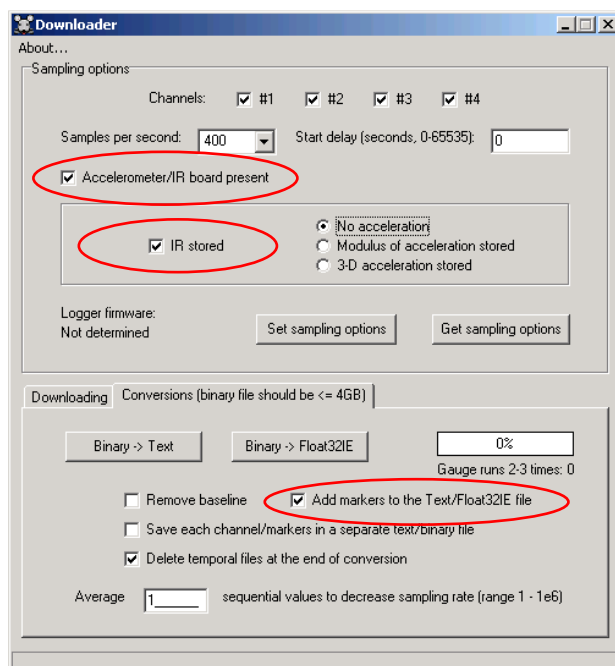 Downloader
About...
Sampling options
Channels: #1 #2 #3 #4
Samples per second: 400 Start delay (seconds, 0-65535): 0
Accelerometer/IR board present
IR stored
No acceleration
Modulus of acceleration stored
3-D acceleration stored
Logger firmware:
Not determined
Set sampling options Get sampling options
Downloading Conversions (binary file should be <= 4GB)
Binary -> Text Binary -> Float32IE 0%
Gauge runs 2-3 times: 0
Remove baseline Add markers to the Text/Float32IE file
Save each channel/markers in a separate text/binary file
Delete temporal files at the end of conversion
Average 1______ sequential values to decrease sampling rate (range 1 - 1e6)